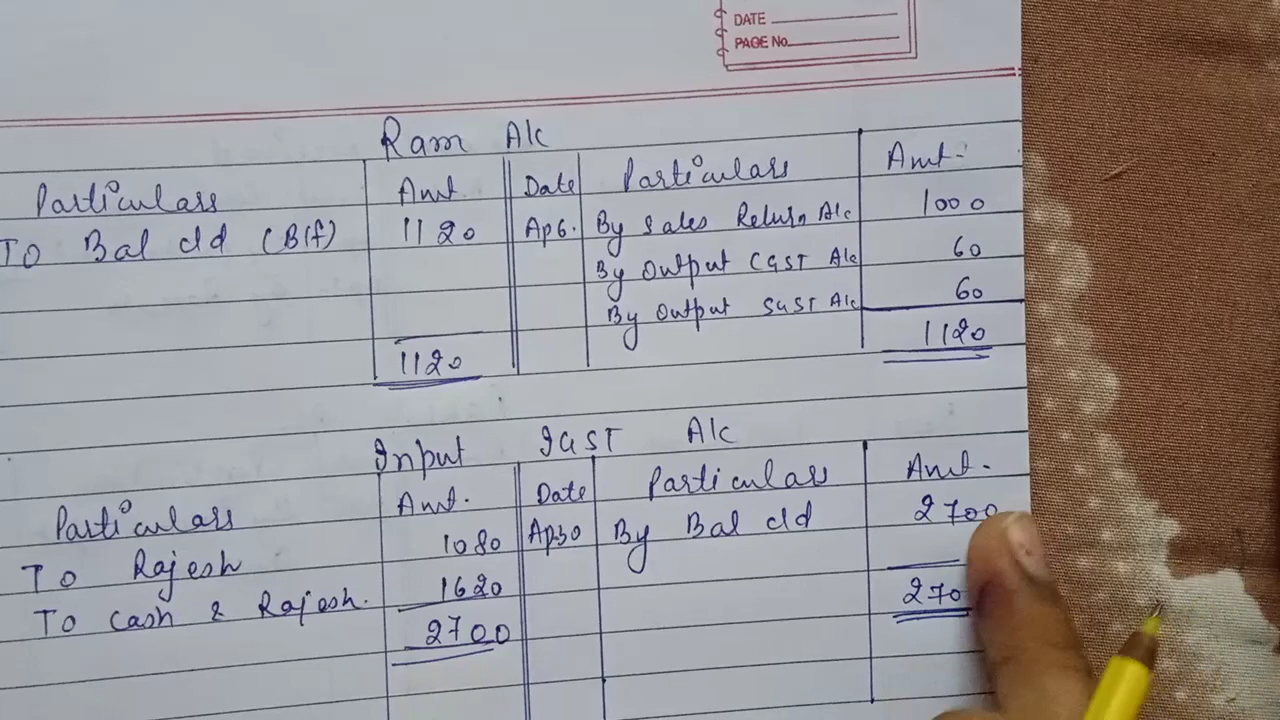 DATE
PAGE No.
Ram A/c
Particulars Amt. Date Particulars Amt.
To Bal c/d (B/f) 1120 Ap6. By Sales Return A/c 1000
By Output CGST A/c 60
By Output SGST A/c 60
1120 1120
Input IGST A/c
Particulars Amt. Date Particulars Amt.
To Rajesh 1080 Ap30 By Bal c/d 2700
To Cash & Rajesh. 1620
2700 270